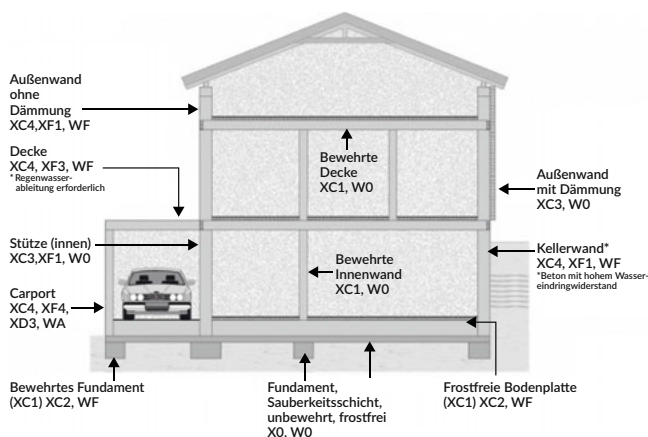 Außenwand
ohne
Dämmung
XC4,XF1, WF
Decke
XC4, XF3, WF
* Regenwasser-
ableitung erforderlich
Stütze (innen)
XC3,XF1, W0
Carport
XC4, XF4,
XD3, WA
Bewehrtes Fundament
(XC1) XC2, WF
Bewehrte
Decke
XC1, W0
Bewehrte
Innenwand
XC1, W0
Fundament,
Sauberkeitsschicht,
unbewehrt, frostfrei
X0, W0
Außenwand
mit Dämmung
XC3, W0
Kellerwand*
XC4, XF1, WF
*Beton mit hohem Wasser-
eindringwiderstand
Frostfreie Bodenplatte
(XC1) XC2, WF